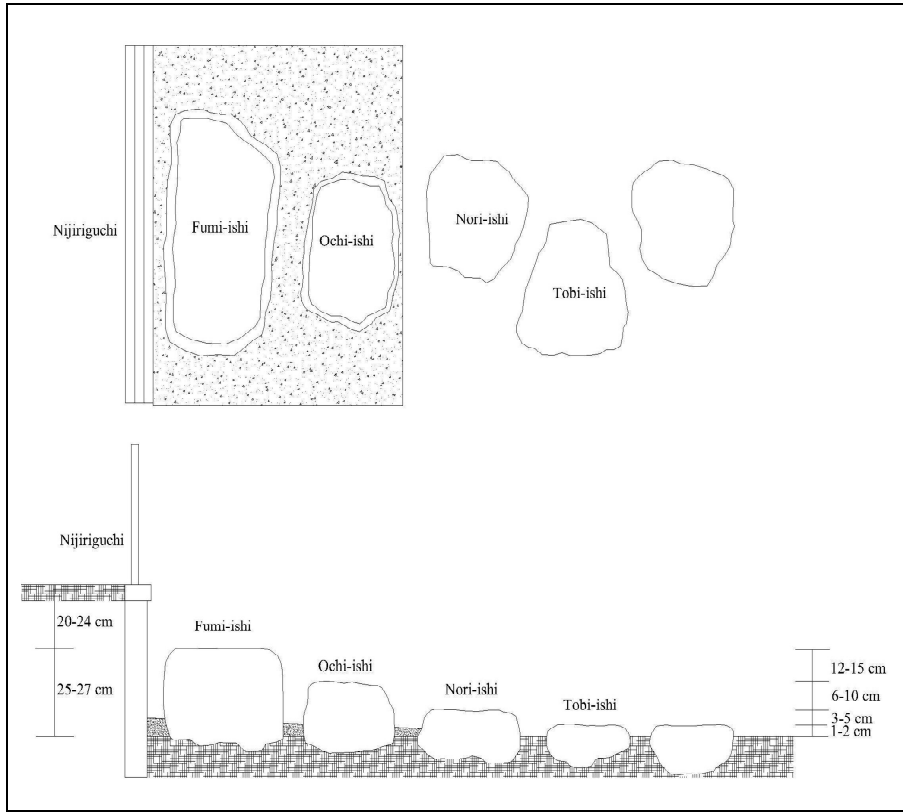 Nijiriguchi
Fumi-ishi
Ochi-ishi
Nori-ishi
Tobi-ishi
Nijiriguchi
20-24 cm
25-27 cm
Fumi-ishi
Ochi-ishi
Nori-ishi
Tobi-ishi
12-15 cm
6-10 cm
3-5 cm
1-2 cm